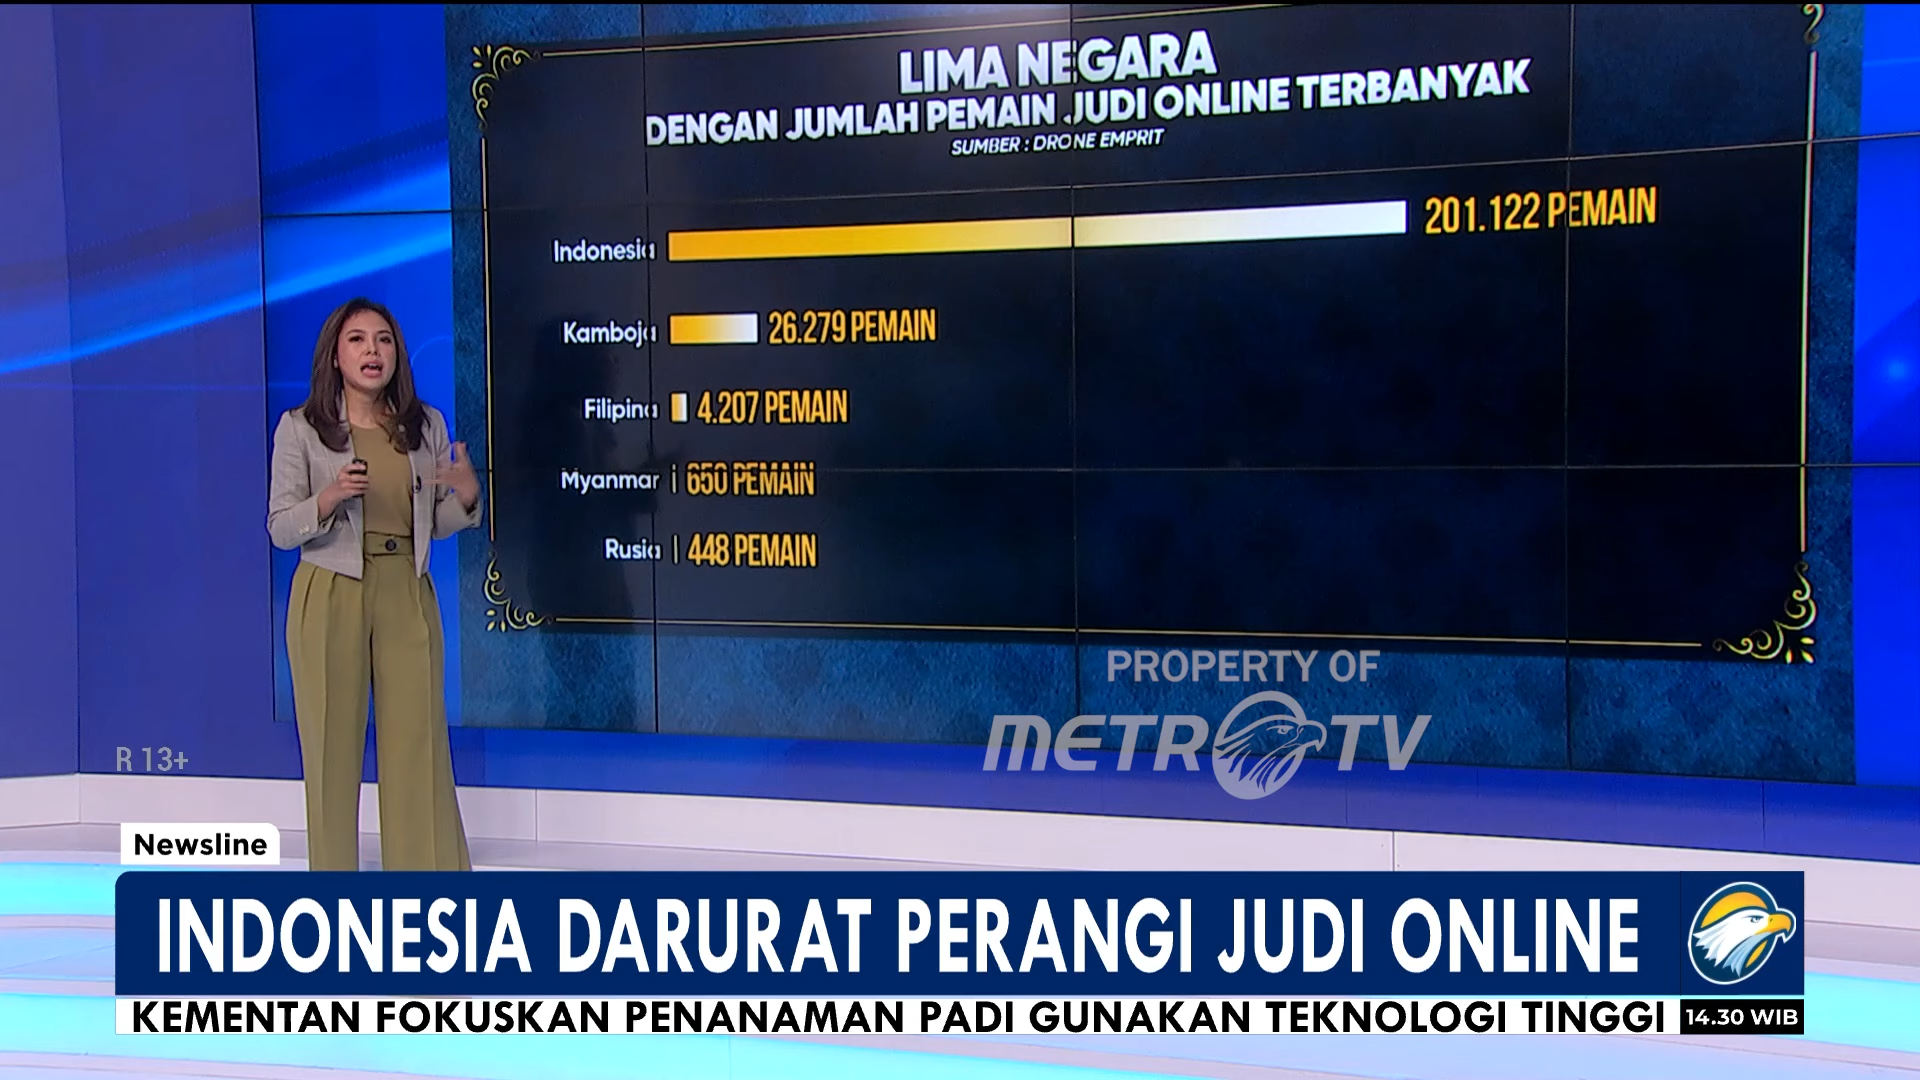 LIMA NEGARA
DENGAN JUMLAH PEMAIN JUDI ONLINE TERBANYAK
SUMBER : DRONE EMPRIT
Indonesia 201.122 PEMAIN
Kamboja 26.279 PEMAIN
Filipina 4.207 PEMAIN
Myanmar 650 PEMAIN
Rusia 448 PEMAIN
PROPERTY OF
METRO TV
R 13+
Newsline
INDONESIA DARURAT PERANGI JUDI ONLINE
KEMENTAN FOKUSKAN PENANAMAN PADI GUNAKAN TEKNOLOGI TINGGI 14.30 WIB